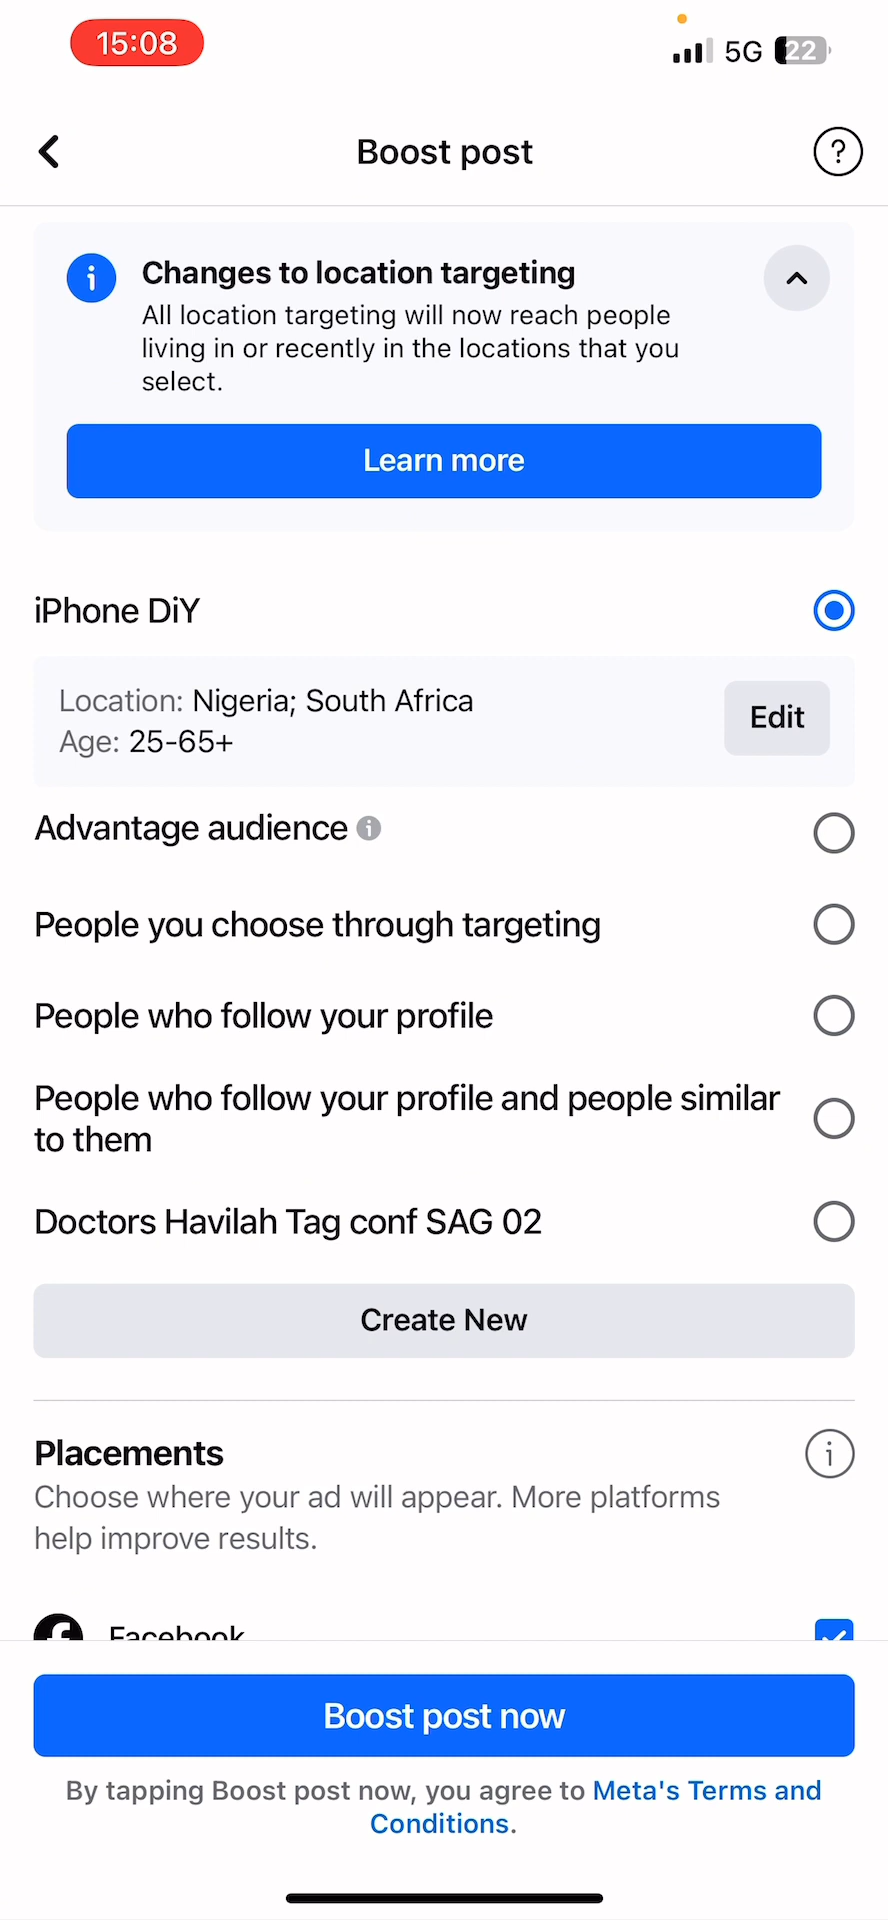 15:08
5G
22
Boost post
?
Changes to location targeting
All location targeting will now reach people
living in or recently in the locations that you
select.
Learn more
iPhone DiY
Location: Nigeria; South Africa
Age: 25-65+
Edit
Advantage audience
People you choose through targeting
People who follow your profile
People who follow your profile and people similar
to them
Doctors Havilah Tag conf SAG 02
Create New
Placements
Choose where your ad will appear. More platforms
help improve results.
Facebook
Boost post now
By tapping Boost post now, you agree to Meta's Terms and
Conditions.